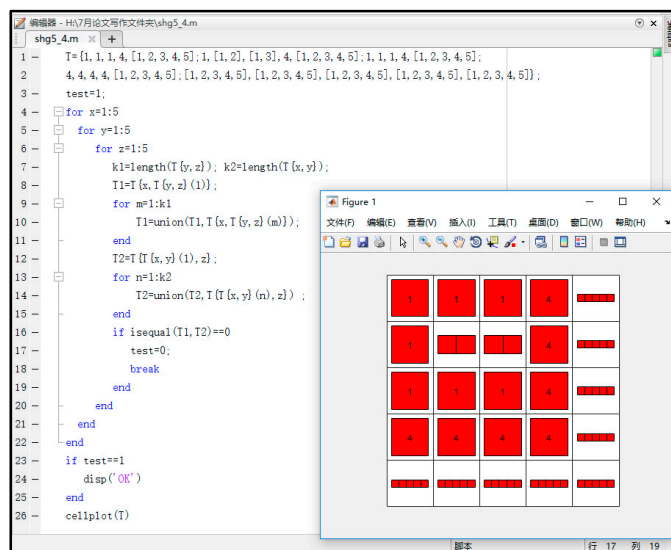 编辑器 - H:\7月论文写作文件夹\shg5_4.m
shg5_4.m × +
1 - T={1,1,1,4,[1,2,3,4,5];1,[1,2],[1,3],4,[1,2,3,4,5];1,1,1,4,[1,2,3,4,5];
2 4,4,4,4,[1,2,3,4,5];[1,2,3,4,5],[1,2,3,4,5],[1,2,3,4,5],[1,2,3,4,5],[1,2,3,4,5]};
3 - test=1;
4 - for x=1:5
5 - for y=1:5
6 - for z=1:5
7 - k1=length(T{y,z}); k2=length(T{x,y});
8 - T1=T{x,T{y,z}(1)};
9 - for m=1:k1
10 - T1=union(T1,T{x,T{y,z}(m)});
11 - end
12 - T2=T{T{x,y}(1),z};
13 - for n=1:k2
14 - T2=union(T2,T{T{x,y}(n),z}) ;
15 - end
16 - if isequal(T1,T2)==0
17 - test=0;
18 - break
19 - end
20 - end
21 - end
22 - end
23 - if test==1
24 - disp('OK')
25 - end
26 - cellplot(T)
Figure 1
文件(F) 编辑(E) 查看(V) 插入(I) 工具(T) 桌面(D) 窗口(W) 帮助(H)
1 1 1 4
1 4
1 1 1 4
4 4 4 4
脚本 行 17 列 19